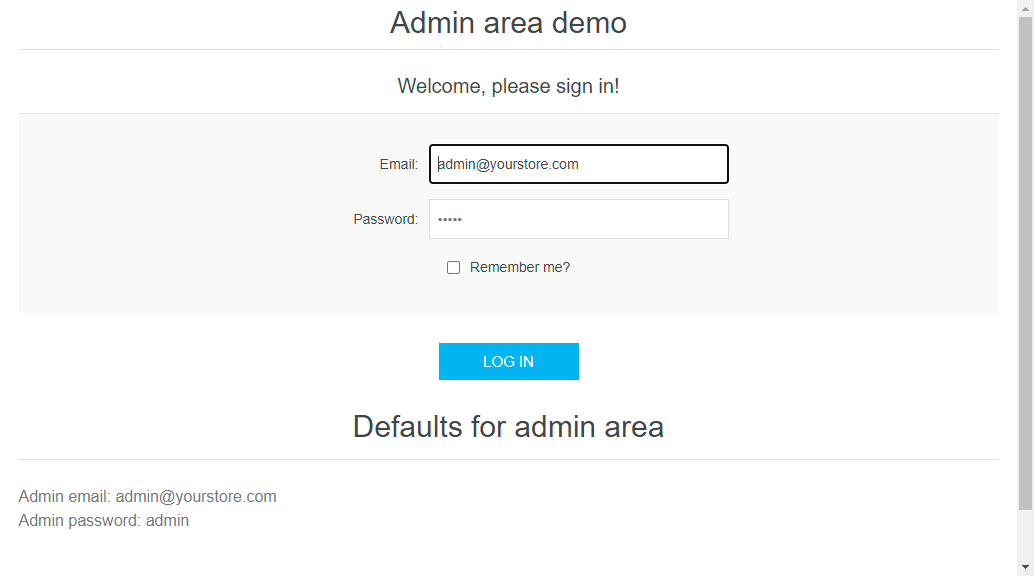 Admin area demo
Welcome, please sign in!
Email: admin@yourstore.com
Password: •••••
Remember me?
LOG IN
Defaults for admin area
Admin email: admin@yourstore.com
Admin password: admin